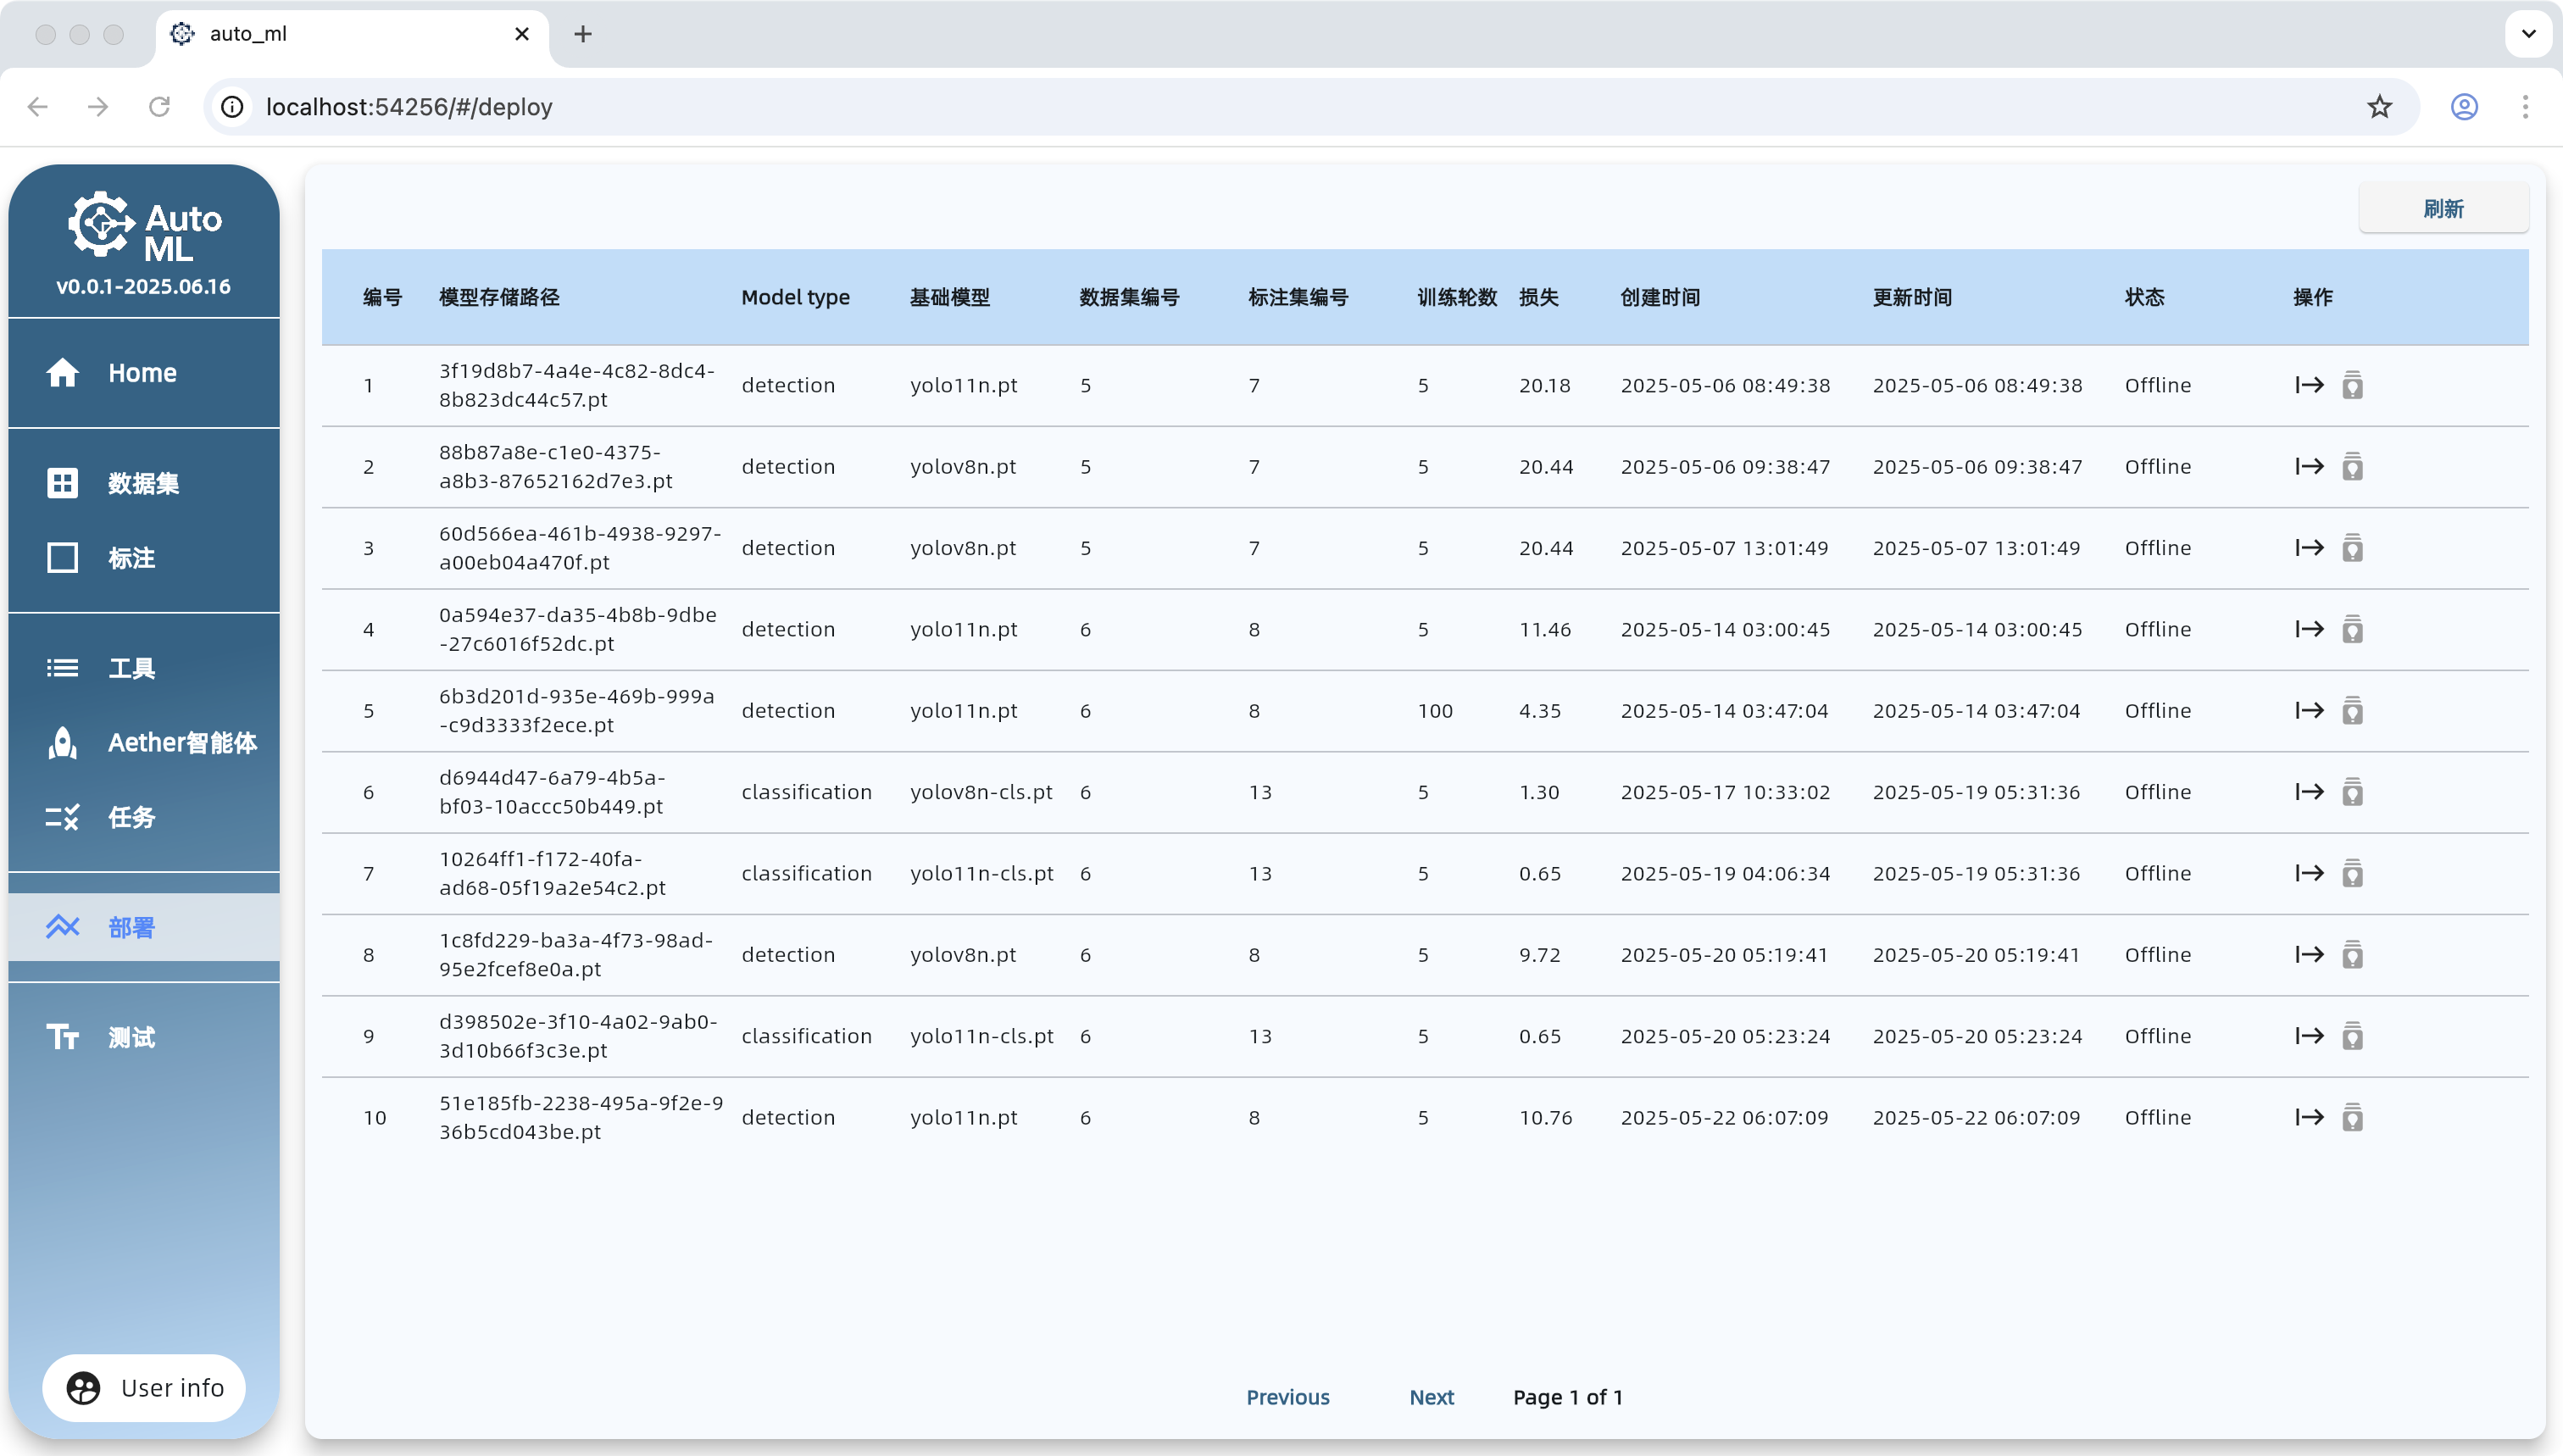 auto_ml
localhost:54256/#/deploy
Auto
ML
v0.0.1-2025.06.16
Home
数据集
标注
工具
Aether智能体
任务
部署
测试
User info
刷新
编号 模型存储路径 Model type 基础模型 数据集编号 标注集编号 训练轮数 损失 创建时间 更新时间 状态 操作
3f19d8b7-4a4e-4c82-8dc4-
1 detection yolo11n.pt 5 7 5 20.18 2025-05-06 08:49:38 2025-05-06 08:49:38 Offline
8b823dc44c57.pt
88b87a8e-c1e0-4375-
2 detection yolov8n.pt 5 7 5 20.44 2025-05-06 09:38:47 2025-05-06 09:38:47 Offline
a8b3-87652162d7e3.pt
60d566ea-461b-4938-9297-
3 detection yolov8n.pt 5 7 5 20.44 2025-05-07 13:01:49 2025-05-07 13:01:49 Offline
a00eb04a470f.pt
0a594e37-da35-4b8b-9dbe
4 detection yolo11n.pt 6 8 5 11.46 2025-05-14 03:00:45 2025-05-14 03:00:45 Offline
-27c6016f52dc.pt
6b3d201d-935e-469b-999a
5 detection yolo11n.pt 6 8 100 4.35 2025-05-14 03:47:04 2025-05-14 03:47:04 Offline
-c9d3333f2ece.pt
d6944d47-6a79-4b5a-
6 classification yolov8n-cls.pt 6 13 5 1.30 2025-05-17 10:33:02 2025-05-19 05:31:36 Offline
bf03-10accc50b449.pt
10264ff1-f172-40fa-
7 classification yolo11n-cls.pt 6 13 5 0.65 2025-05-19 04:06:34 2025-05-19 05:31:36 Offline
ad68-05f19a2e54c2.pt
1c8fd229-ba3a-4f73-98ad-
8 detection yolov8n.pt 6 8 5 9.72 2025-05-20 05:19:41 2025-05-20 05:19:41 Offline
95e2fcef8e0a.pt
d398502e-3f10-4a02-9ab0-
9 classification yolo11n-cls.pt 6 13 5 0.65 2025-05-20 05:23:24 2025-05-20 05:23:24 Offline
3d10b66f3c3e.pt
51e185fb-2238-495a-9f2e-9
10 detection yolo11n.pt 6 8 5 10.76 2025-05-22 06:07:09 2025-05-22 06:07:09 Offline
36b5cd043be.pt
Previous Next Page 1 of 1